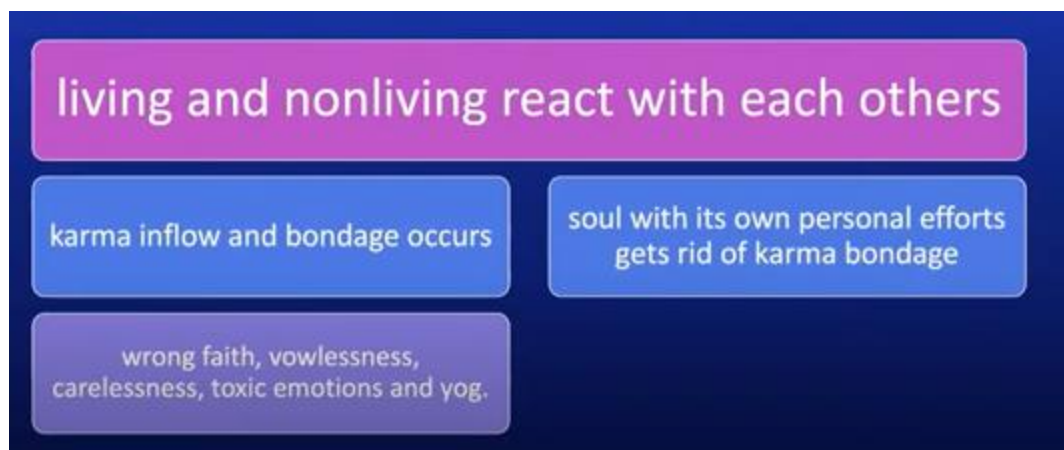 living and nonliving react with each others
karma inflow and bondage occurs
soul with its own personal efforts
gets rid of karma bondage
wrong faith, vowlessness,
carelessness, toxic emotions and yog.